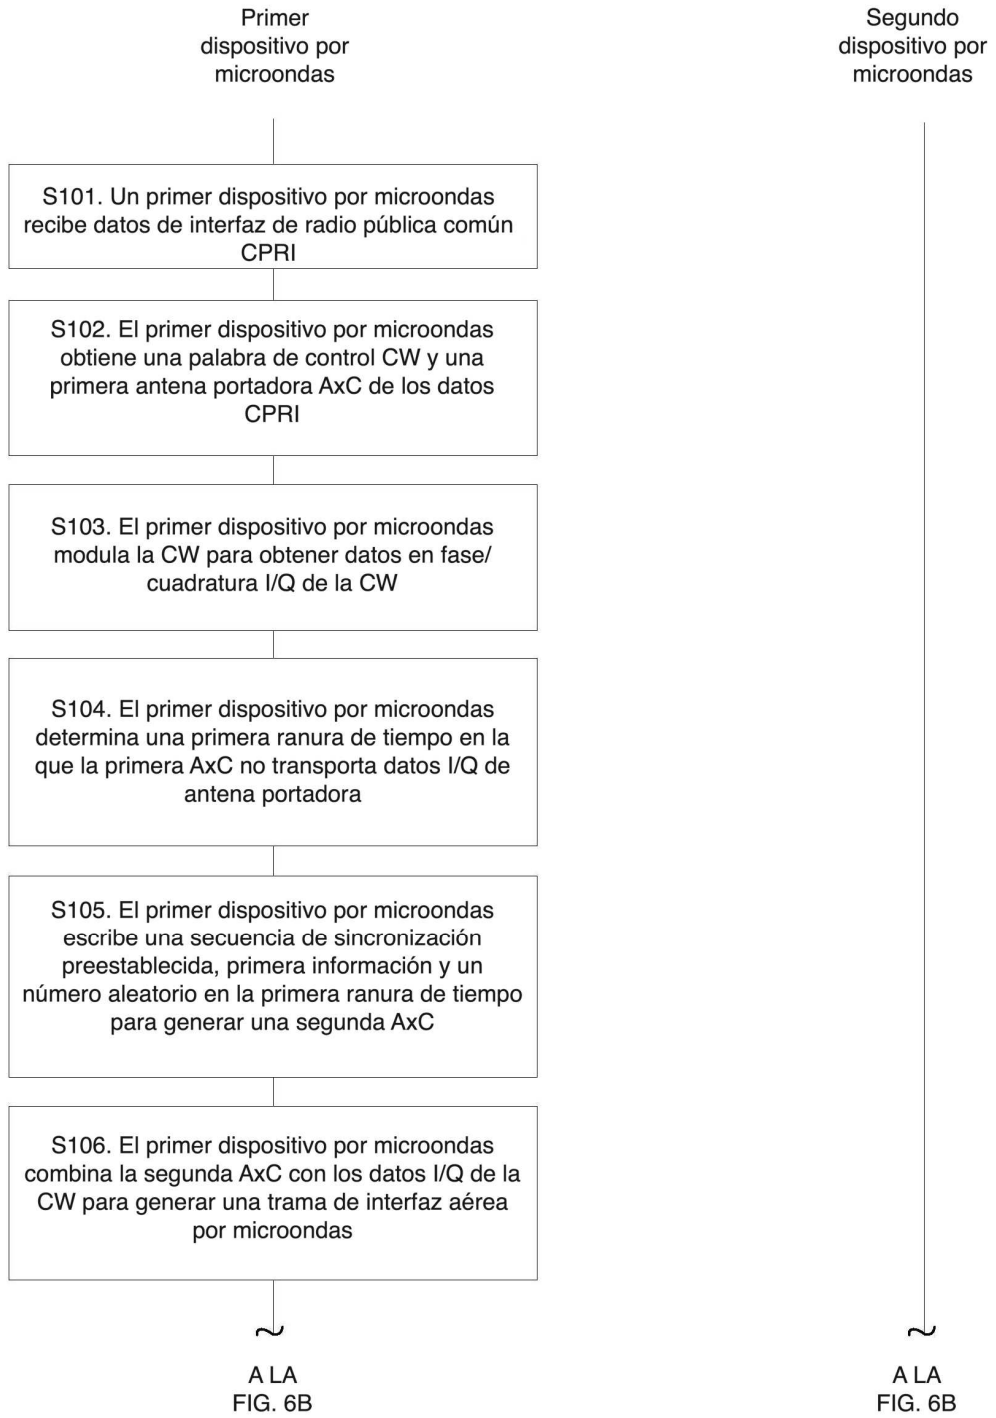 Primer
dispositivo por
microondas
Segundo
dispositivo por
microondas
S101. Un primer dispositivo por microondas
recibe datos de interfaz de radio pública común
CPRI
S102. El primer dispositivo por microondas
obtiene una palabra de control CW y una
primera antena portadora AxC de los datos
CPRI
S103. El primer dispositivo por microondas
modula la CW para obtener datos en fase/
cuadratura I/Q de la CW
S104. El primer dispositivo por microondas
determina una primera ranura de tiempo en la
que la primera AxC no transporta datos I/Q de
antena portadora
S105. El primer dispositivo por microondas
escribe una secuencia de sincronización
preestablecida, primera información y un
número aleatorio en la primera ranura de tiempo
para generar una segunda AxC
S106. El primer dispositivo por microondas
combina la segunda AxC con los datos I/Q de la
CW para generar una trama de interfaz aérea
por microondas
A LA
FIG. 6B
A LA
FIG. 6B